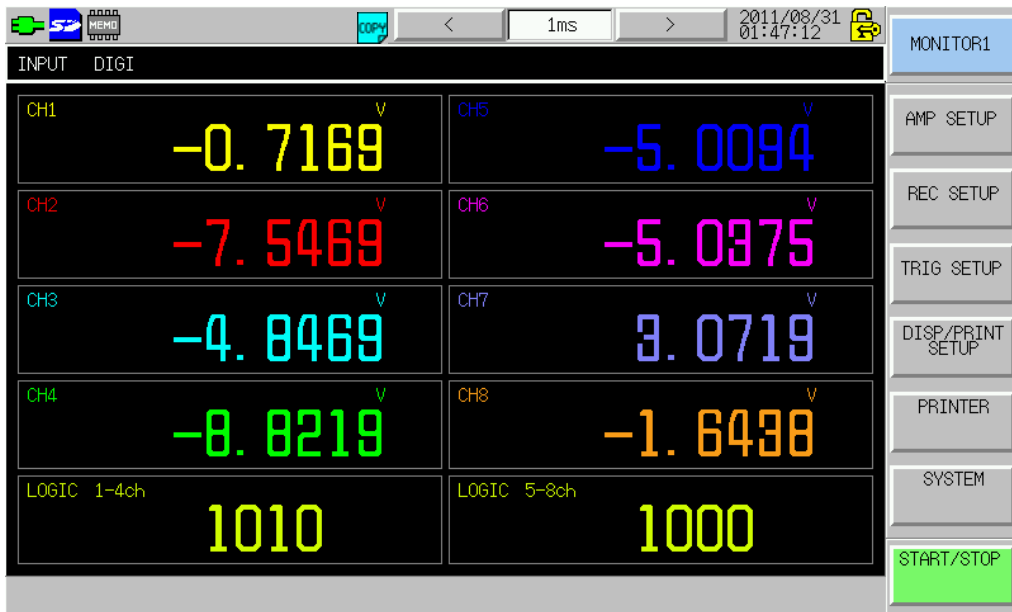 SD MEMO COPY < 1ms > 2011/08/31
01:47:12
MONITOR1
INPUT DIGI
CH1 V
-0. 7169
CH5 V
-5. 0094
CH2 V
-7. 5469
CH6 V
-5. 0375
CH3 V
-4. 8469
CH7 V
3. 0719
CH4 V
-8. 8219
CH8 V
-1. 6438
LOGIC 1-4ch
1010
LOGIC 5-8ch
1000
AMP SETUP
REC SETUP
TRIG SETUP
DISP/PRINT
SETUP
PRINTER
SYSTEM
START/STOP